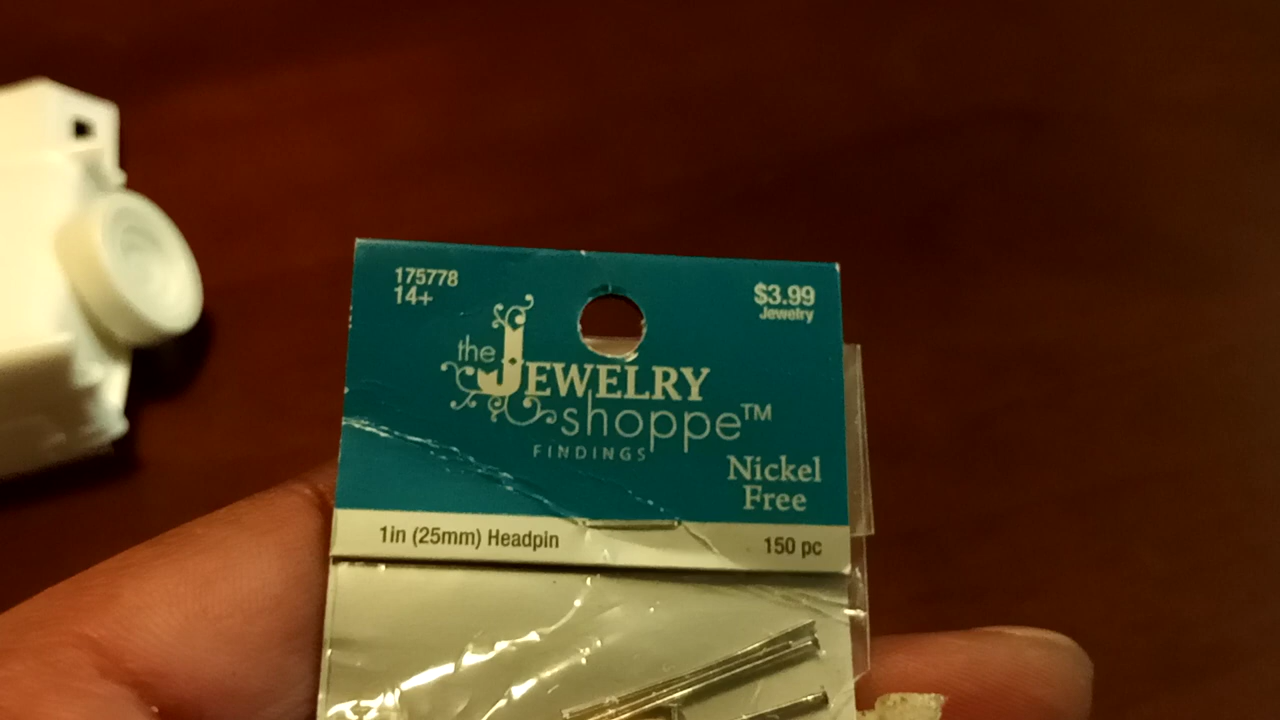 175778
14+
$3.99
Jewelry
the
JEWELRY
shoppe™
FINDINGS
Nickel
Free
1in (25mm) Headpin
150 pc